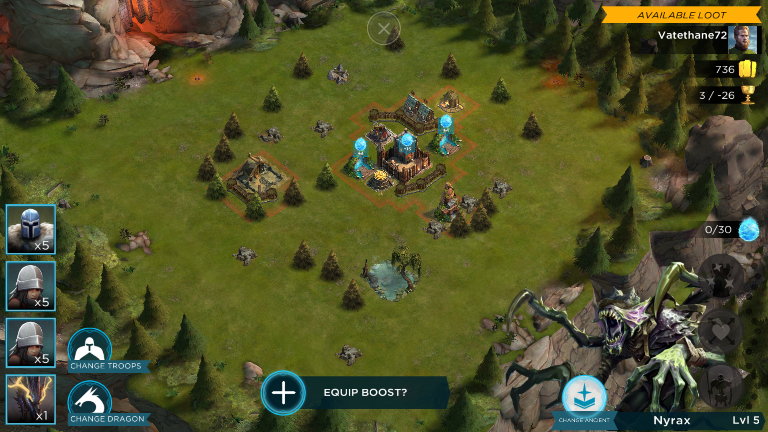 AVAILABLE LOOT
Vatethane72
736
3 / -26
0/30
x5
x5
x5
x1
CHANGE TROOPS
CHANGE DRAGON
EQUIP BOOST?
CHANGE ANCIENT
Nyrax Lvl 5